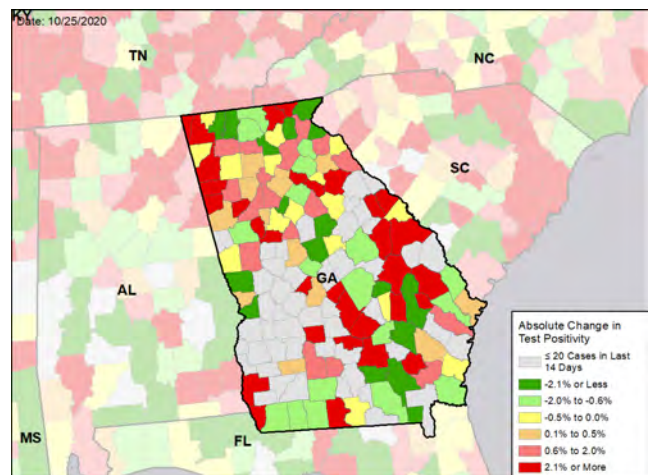 KY
Date: 10/25/2020
TN
NC
SC
AL
GA
MS
FL
Absolute Change in
Test Positivity
≤ 20 Cases in Last
14 Days
-2.1% or Less
-2.0% to -0.6%
-0.5% to 0.0%
0.1% to 0.5%
0.6% to 2.0%
2.1% or More